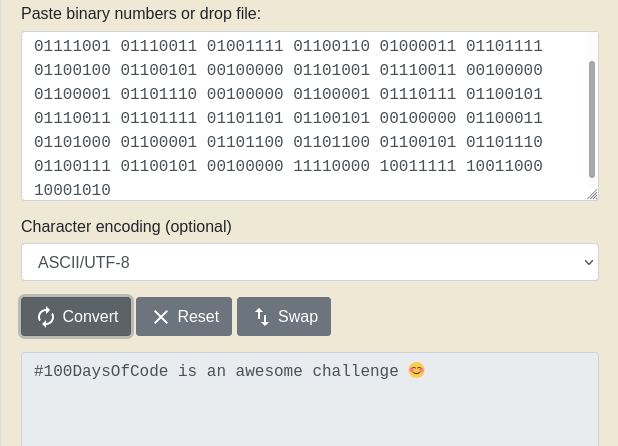 Paste binary numbers or drop file:
01111001 01110011 01001111 01100110 01000011 01101111
01100100 01100101 00100000 01101001 01110011 00100000
01100001 01101110 00100000 01100001 01110111 01100101
01110011 01101111 01101101 01100101 00100000 01100011
01101000 01100001 01101100 01101100 01100101 01101110
01100111 01100101 00100000 11110000 10011111 10011000
10001010
Character encoding (optional)
ASCII/UTF-8
Convert Reset Swap
#100DaysOfCode is an awesome challenge 😊